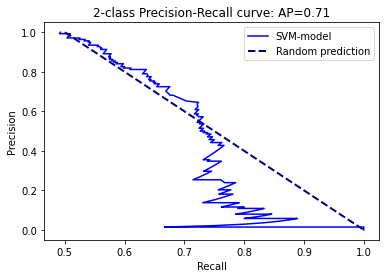 2-class Precision-Recall curve: AP=0.71
SVM-model
Random prediction
Precision
1.0
0.8
0.6
0.4
0.2
0.0
0.5 0.6 0.7 0.8 0.9 1.0
Recall